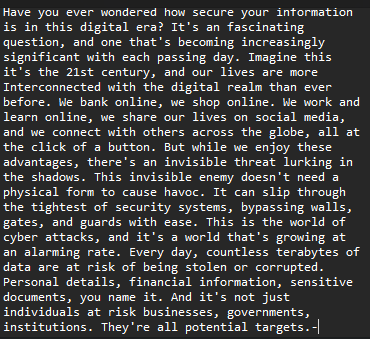 Have you ever wondered how secure your information
is in this digital era? It's an fascinating
question, and one that's becoming increasingly
significant with each passing day. Imagine this
it's the 21st century, and our lives are more
Interconnected with the digital realm than ever
before. We bank online, we shop online. We work and
learn online, we share our lives on social media,
and we connect with others across the globe, all at
the click of a button. But while we enjoy these
advantages, there's an invisible threat lurking in
the shadows. This invisible enemy doesn't need a
physical form to cause havoc. It can slip through
the tightest of security systems, bypassing walls,
gates, and guards with ease. This is the world of
cyber attacks, and it's a world that's growing at
an alarming rate. Every day, countless terabytes of
data are at risk of being stolen or corrupted.
Personal details, financial information, sensitive
documents, you name it. And it's not just
individuals at risk businesses, governments,
institutions. They're all potential targets.-